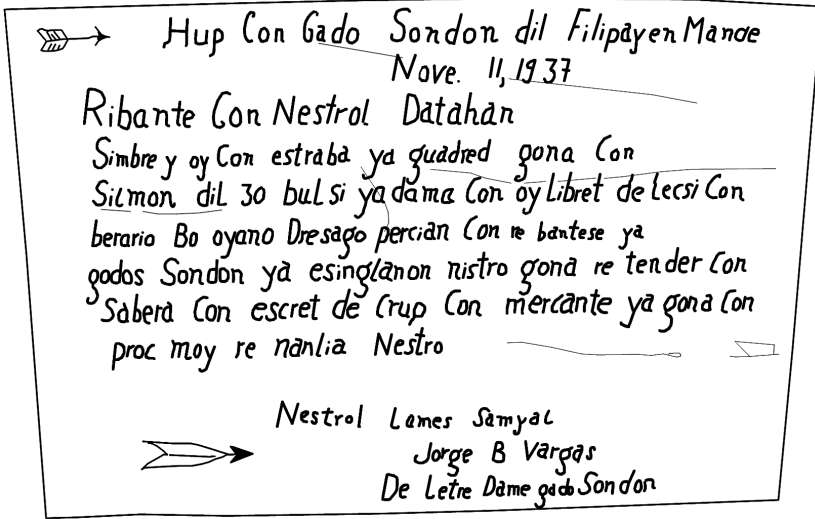 Hup Con Gado Sondon dil Filipayen Mande
Nove. 11, 1937
Ribante Con Nestrol Datahan
Simbre y oy Con estraba ya guadred gona Con
Silmon dil 30 bulsi ya dama Con oy Libret de lecsi Con
berario Bo oyano Dresago percian Con re bantese ya
godos Sondon ya esinglanon nistro gona re tender Con
Sabera Con escret de Crup Con mercante ya gona Con
proc moy re nanlia Nestro
Nestrol Lames Samyal
Jorge B Vargas
De Letre Dame gado Sondon